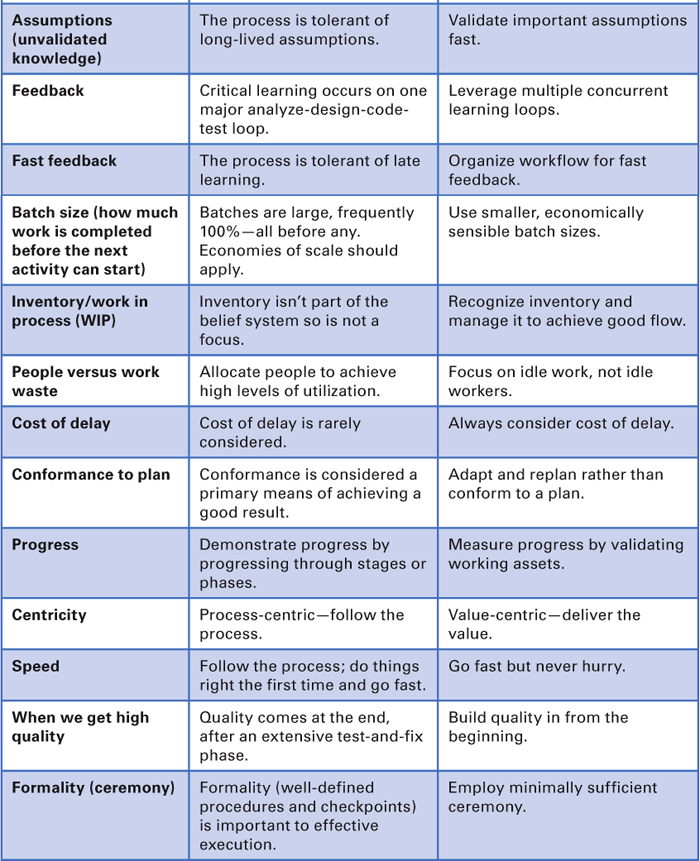 Assumptions
(unvalidated
knowledge)
The process is tolerant of
long-lived assumptions.
Validate important assumptions
fast.
Feedback
Critical learning occurs on one
major analyze-design-code-
test loop.
Leverage multiple concurrent
learning loops.
Fast feedback
The process is tolerant of late
learning.
Organize workflow for fast
feedback.
Batch size (how much
work is completed
before the next
activity can start)
Batches are large, frequently
100%—all before any.
Economies of scale should
apply.
Use smaller, economically
sensible batch sizes.
Inventory/work in
process (WIP)
Inventory isn’t part of the
belief system so is not a
focus.
Recognize inventory and
manage it to achieve good flow.
People versus work
waste
Allocate people to achieve
high levels of utilization.
Focus on idle work, not idle
workers.
Cost of delay
Cost of delay is rarely
considered.
Always consider cost of delay.
Conformance to plan
Conformance is considered a
primary means of achieving a
good result.
Adapt and replan rather than
conform to a plan.
Progress
Demonstrate progress by
progressing through stages or
phases.
Measure progress by validating
working assets.
Centricity
Process-centric—follow the
process.
Value-centric—deliver the
value.
Speed
Follow the process; do things
right the first time and go fast.
Go fast but never hurry.
When we get high
quality
Quality comes at the end,
after an extensive test-and-fix
phase.
Build quality in from the
beginning.
Formality (ceremony)
Formality (well-defined
procedures and checkpoints)
is important to effective
execution.
Employ minimally sufficient
ceremony.